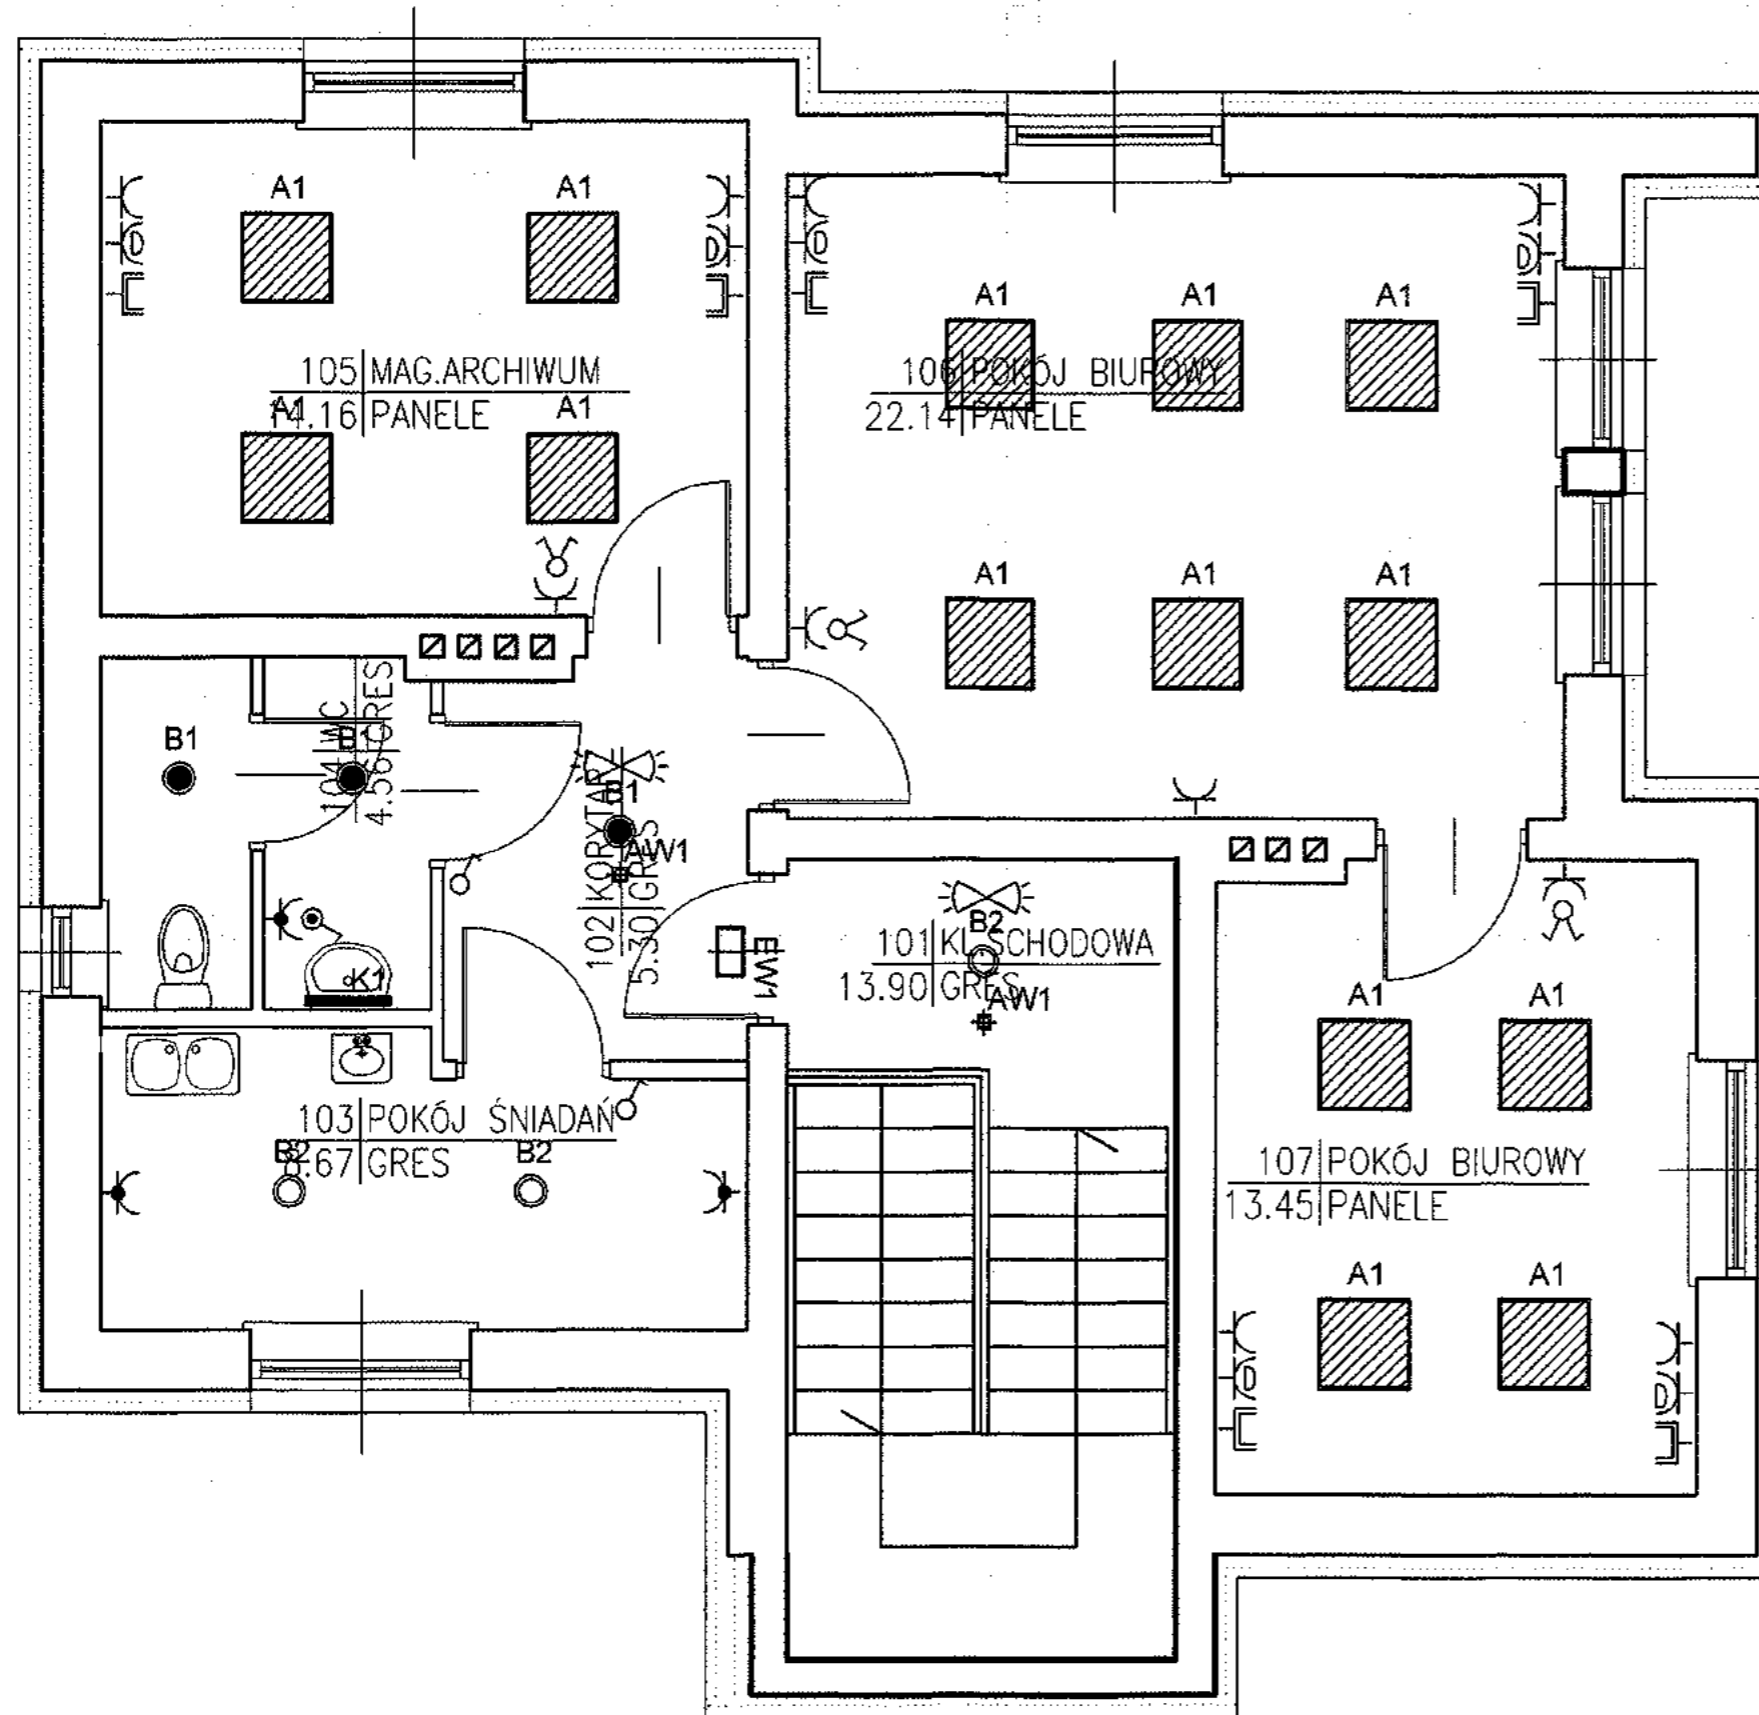 A1 A1
A1 A1 A1
105 MAG.ARCHIWUM
14.16 PANELE
A1 A1
106 POKÓJ BIUROWY
22.14 PANELE
A1 A1 A1
104 WC
4.56 GRES
B1 B1
B1
AW1
102 KORYTARZ
5.30 GRES
EW1
K1
B2
101 KL.SCHODOWA
13.90 GRES
AW1
A1 A1
103 POKÓJ ŚNIADAŃ
.67 GRES
B2 B2
107 POKÓJ BIUROWY
13.45 PANELE
A1 A1